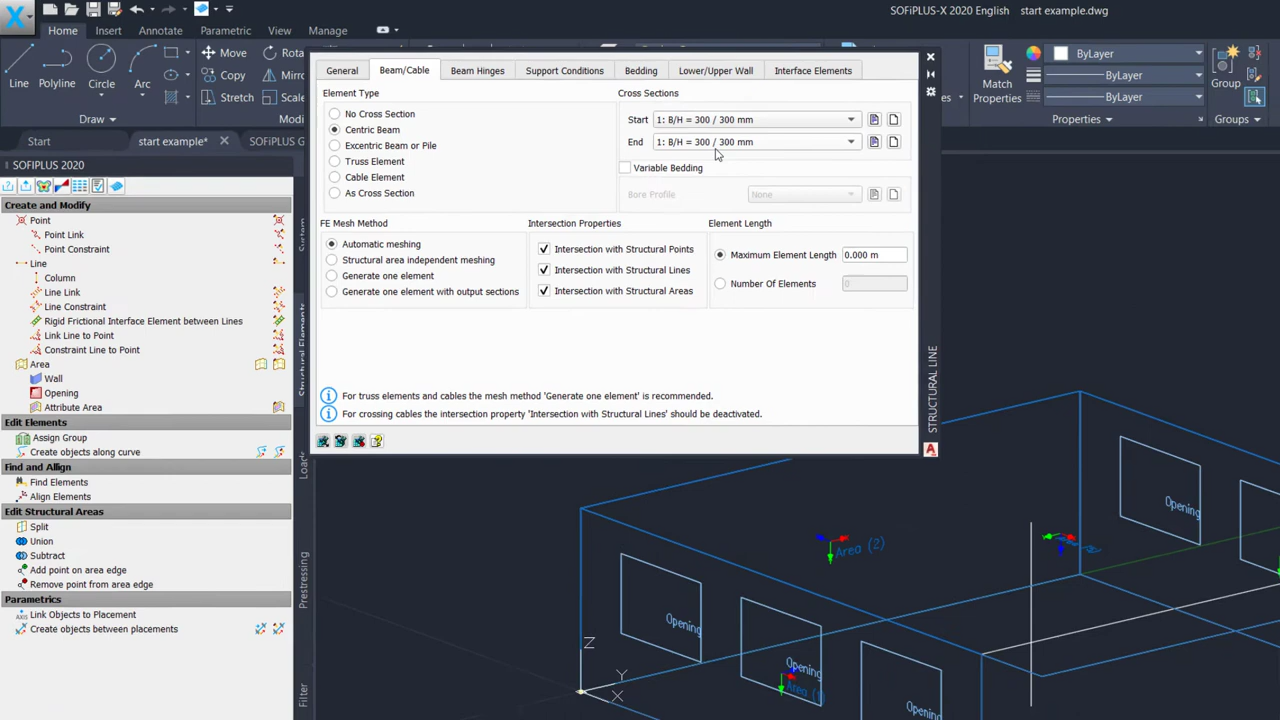 X
SOFiPLUS-X 2020 English start example.dwg
Home Insert Annotate Parametric View Manage
Line Polyline Circle Arc
Move
Copy
Stretch
Draw
Match Properties
ByLayer
ByLayer
ByLayer
Properties
Group
Groups
Start start example*
SOFiPLUS 2020
Create and Modify
Point
Point Link
Point Constraint
Line
Column
Line Link
Line Constraint
Rigid Frictional Interface Element between Lines
Link Line to Point
Constraint Line to Point
Area
Wall
Opening
Attribute Area
Edit Elements
Assign Group
Create objects along curve
Find and Align
Find Elements
Align Elements
Edit Structural Areas
Split
Union
Subtract
Add point on area edge
Remove point from area edge
Parametrics
Link Objects to Placement
Create objects between placements
Prestressing
Filter
General Beam/Cable Beam Hinges Support Conditions Bedding Lower/Upper Wall Interface Elements
Element Type
No Cross Section
Centric Beam
Excentric Beam or Pile
Truss Element
Cable Element
As Cross Section
Cross Sections
Start 1: B/H = 300 / 300 mm
End 1: B/H = 300 / 300 mm
Variable Bedding
Bore Profile None
FE Mesh Method
Automatic meshing
Structural area independent meshing
Generate one element
Generate one element with output sections
Intersection Properties
Intersection with Structural Points
Intersection with Structural Lines
Intersection with Structural Areas
Element Length
Maximum Element Length 0.000 m
Number Of Elements 0
For truss elements and cables the mesh method 'Generate one element' is recommended.
For crossing cables the intersection property 'Intersection with Structural Lines' should be deactivated.
STRUCTURAL LINE
Opening
Area (2)
Opening
Opening
Opening
Z
Y
X